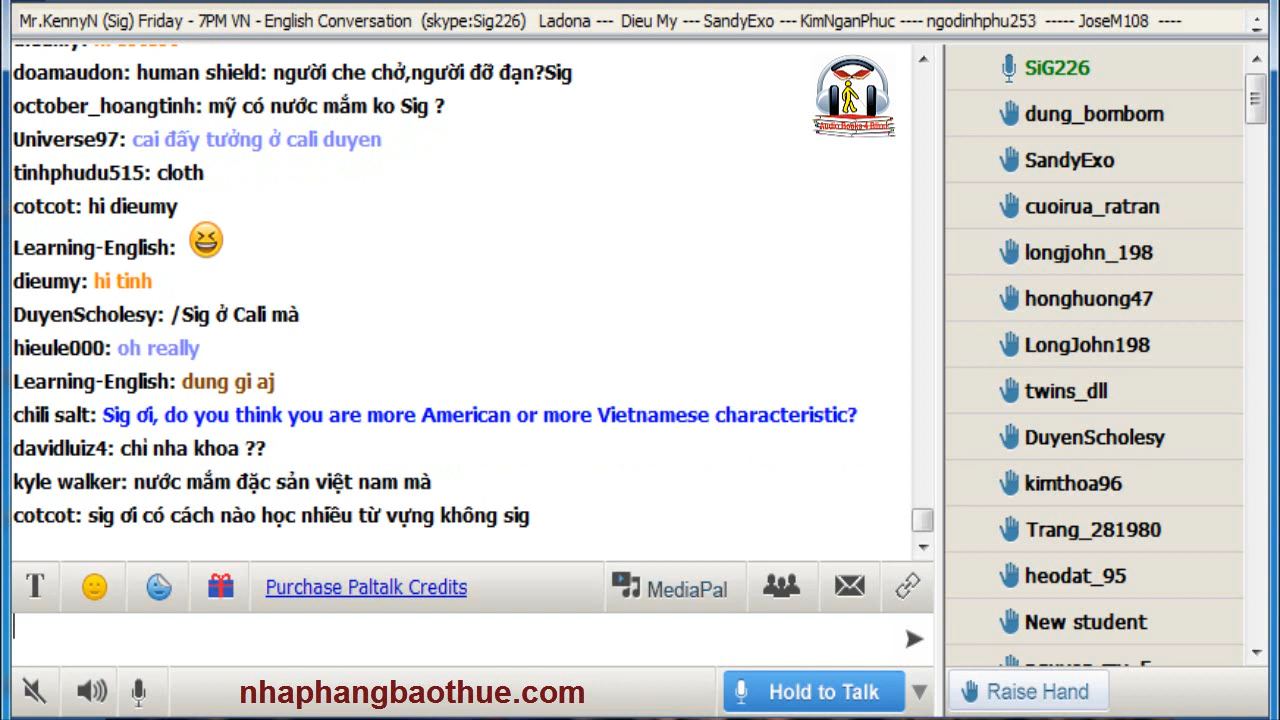 Mr.KennyN (Sig) Friday - 7PM VN - English Conversation (skype:Sig226) Ladona --- Dieu My --- SandyExo --- KimNganPhuc ---- ngodinhphu253 ----- JoseM108 ----
doamaudon: human shield: người che chở,người đỡ đạn?Sig
october_hoangtinh: mỹ có nước mắm ko Sig ?
Universe97: cai đấy tưởng ở cali duyen
tinhphudu515: cloth
cotcot: hi dieumy
Learning-English:
dieumy: hi tinh
DuyenScholesy: /Sig ở Cali mà
hieule000: oh really
Learning-English: dung gi aj
chili salt: Sig ơi, do you think you are more American or more Vietnamese characteristic?
davidluiz4: chỉ nha khoa ??
kyle walker: nước mắm đặc sản việt nam mà
cotcot: sig ơi có cách nào học nhiều từ vựng không sig
T
Purchase Paltalk Credits
MediaPal
nhaphangbaothue.com
Hold to Talk
SiG226
dung_bomborn
SandyExo
cuoirua_ratran
longjohn_198
honghuong47
LongJohn198
twins_dll
DuyenScholesy
kimthoa96
Trang_281980
heodat_95
New student
Raise Hand